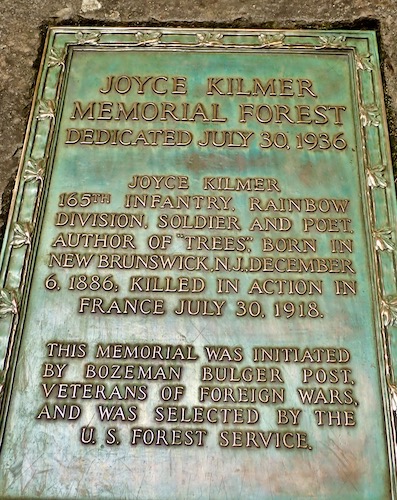 JOYCE KILMER
MEMORIAL FOREST
DEDICATED JULY 30, 1936.
JOYCE KILMER
165TH INFANTRY, RAINBOW
DIVISION, SOLDIER AND POET,
AUTHOR OF "TREES", BORN IN
NEW BRUNSWICK, N.J., DECEMBER
6, 1886; KILLED IN ACTION IN
FRANCE JULY 30, 1918.
THIS MEMORIAL WAS INITIATED
BY BOZEMAN BULGER POST,
VETERANS OF FOREIGN WARS,
AND WAS SELECTED BY THE
U. S. FOREST SERVICE.